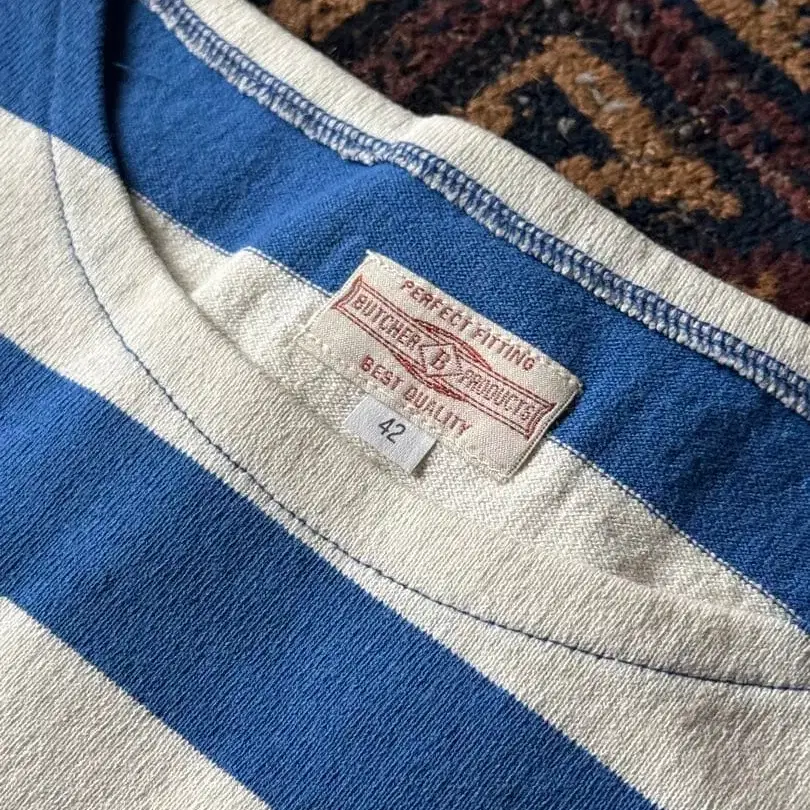 PERFECT FITTING
BUTCHER B PRODUCTS
BEST QUALITY
42